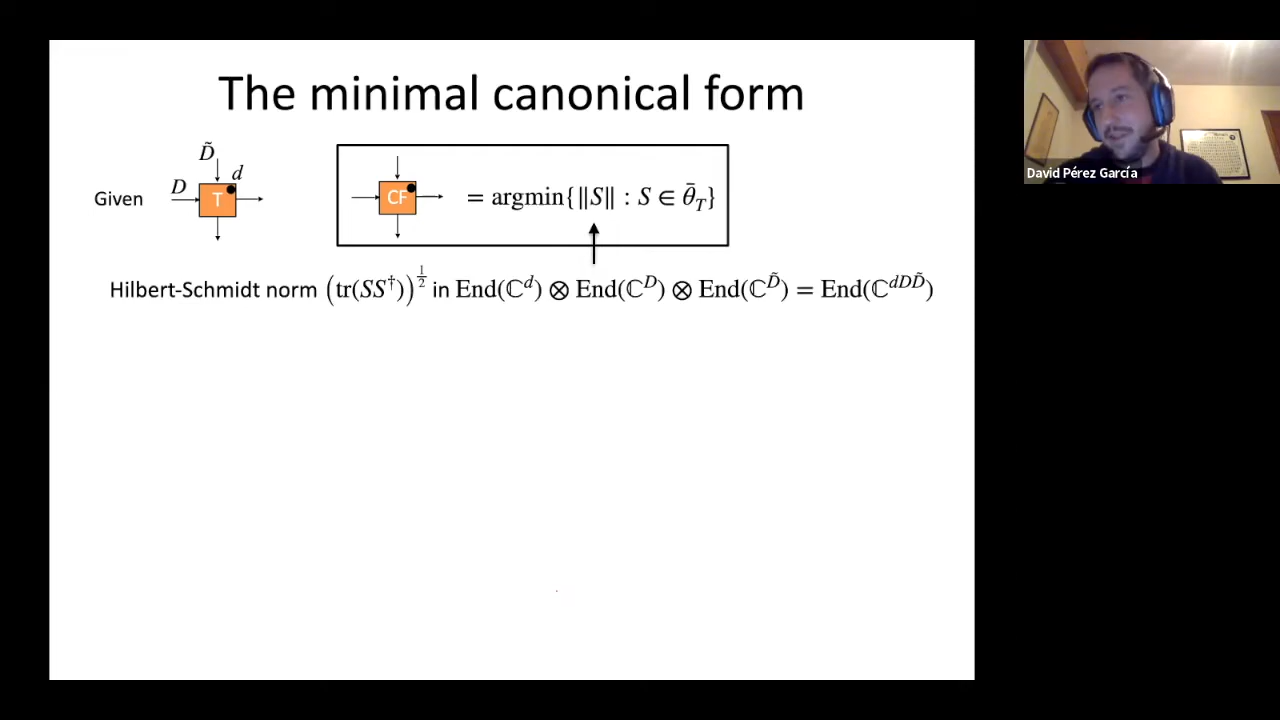 The minimal canonical form
Given
D̃
D
d
T
CF
= argmin{‖S‖ : S ∈ θ̄_T}
Hilbert-Schmidt norm (tr(SS†))^{1/2} in End(ℂ^d) ⊗ End(ℂ^D) ⊗ End(ℂ^D̃) = End(ℂ^{dDD̃})
David Pérez García